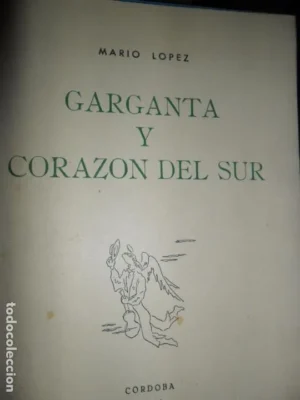 MARIO LOPEZ
GARGANTA
Y
CORAZON DEL SUR
CORDOBA
todocoleccion